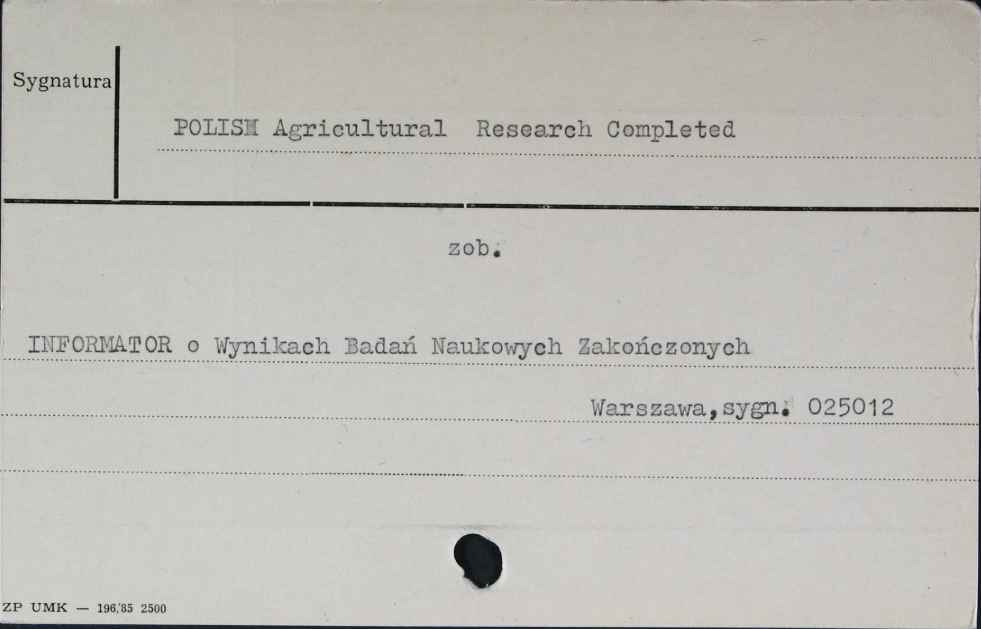 Sygnatura
POLISH Agricultural Research Completed
zob.
INFORMATOR o Wynikach Badań Naukowych Zakończonych
Warszawa,sygn. 025012
ZP UMK — 196/85 2500